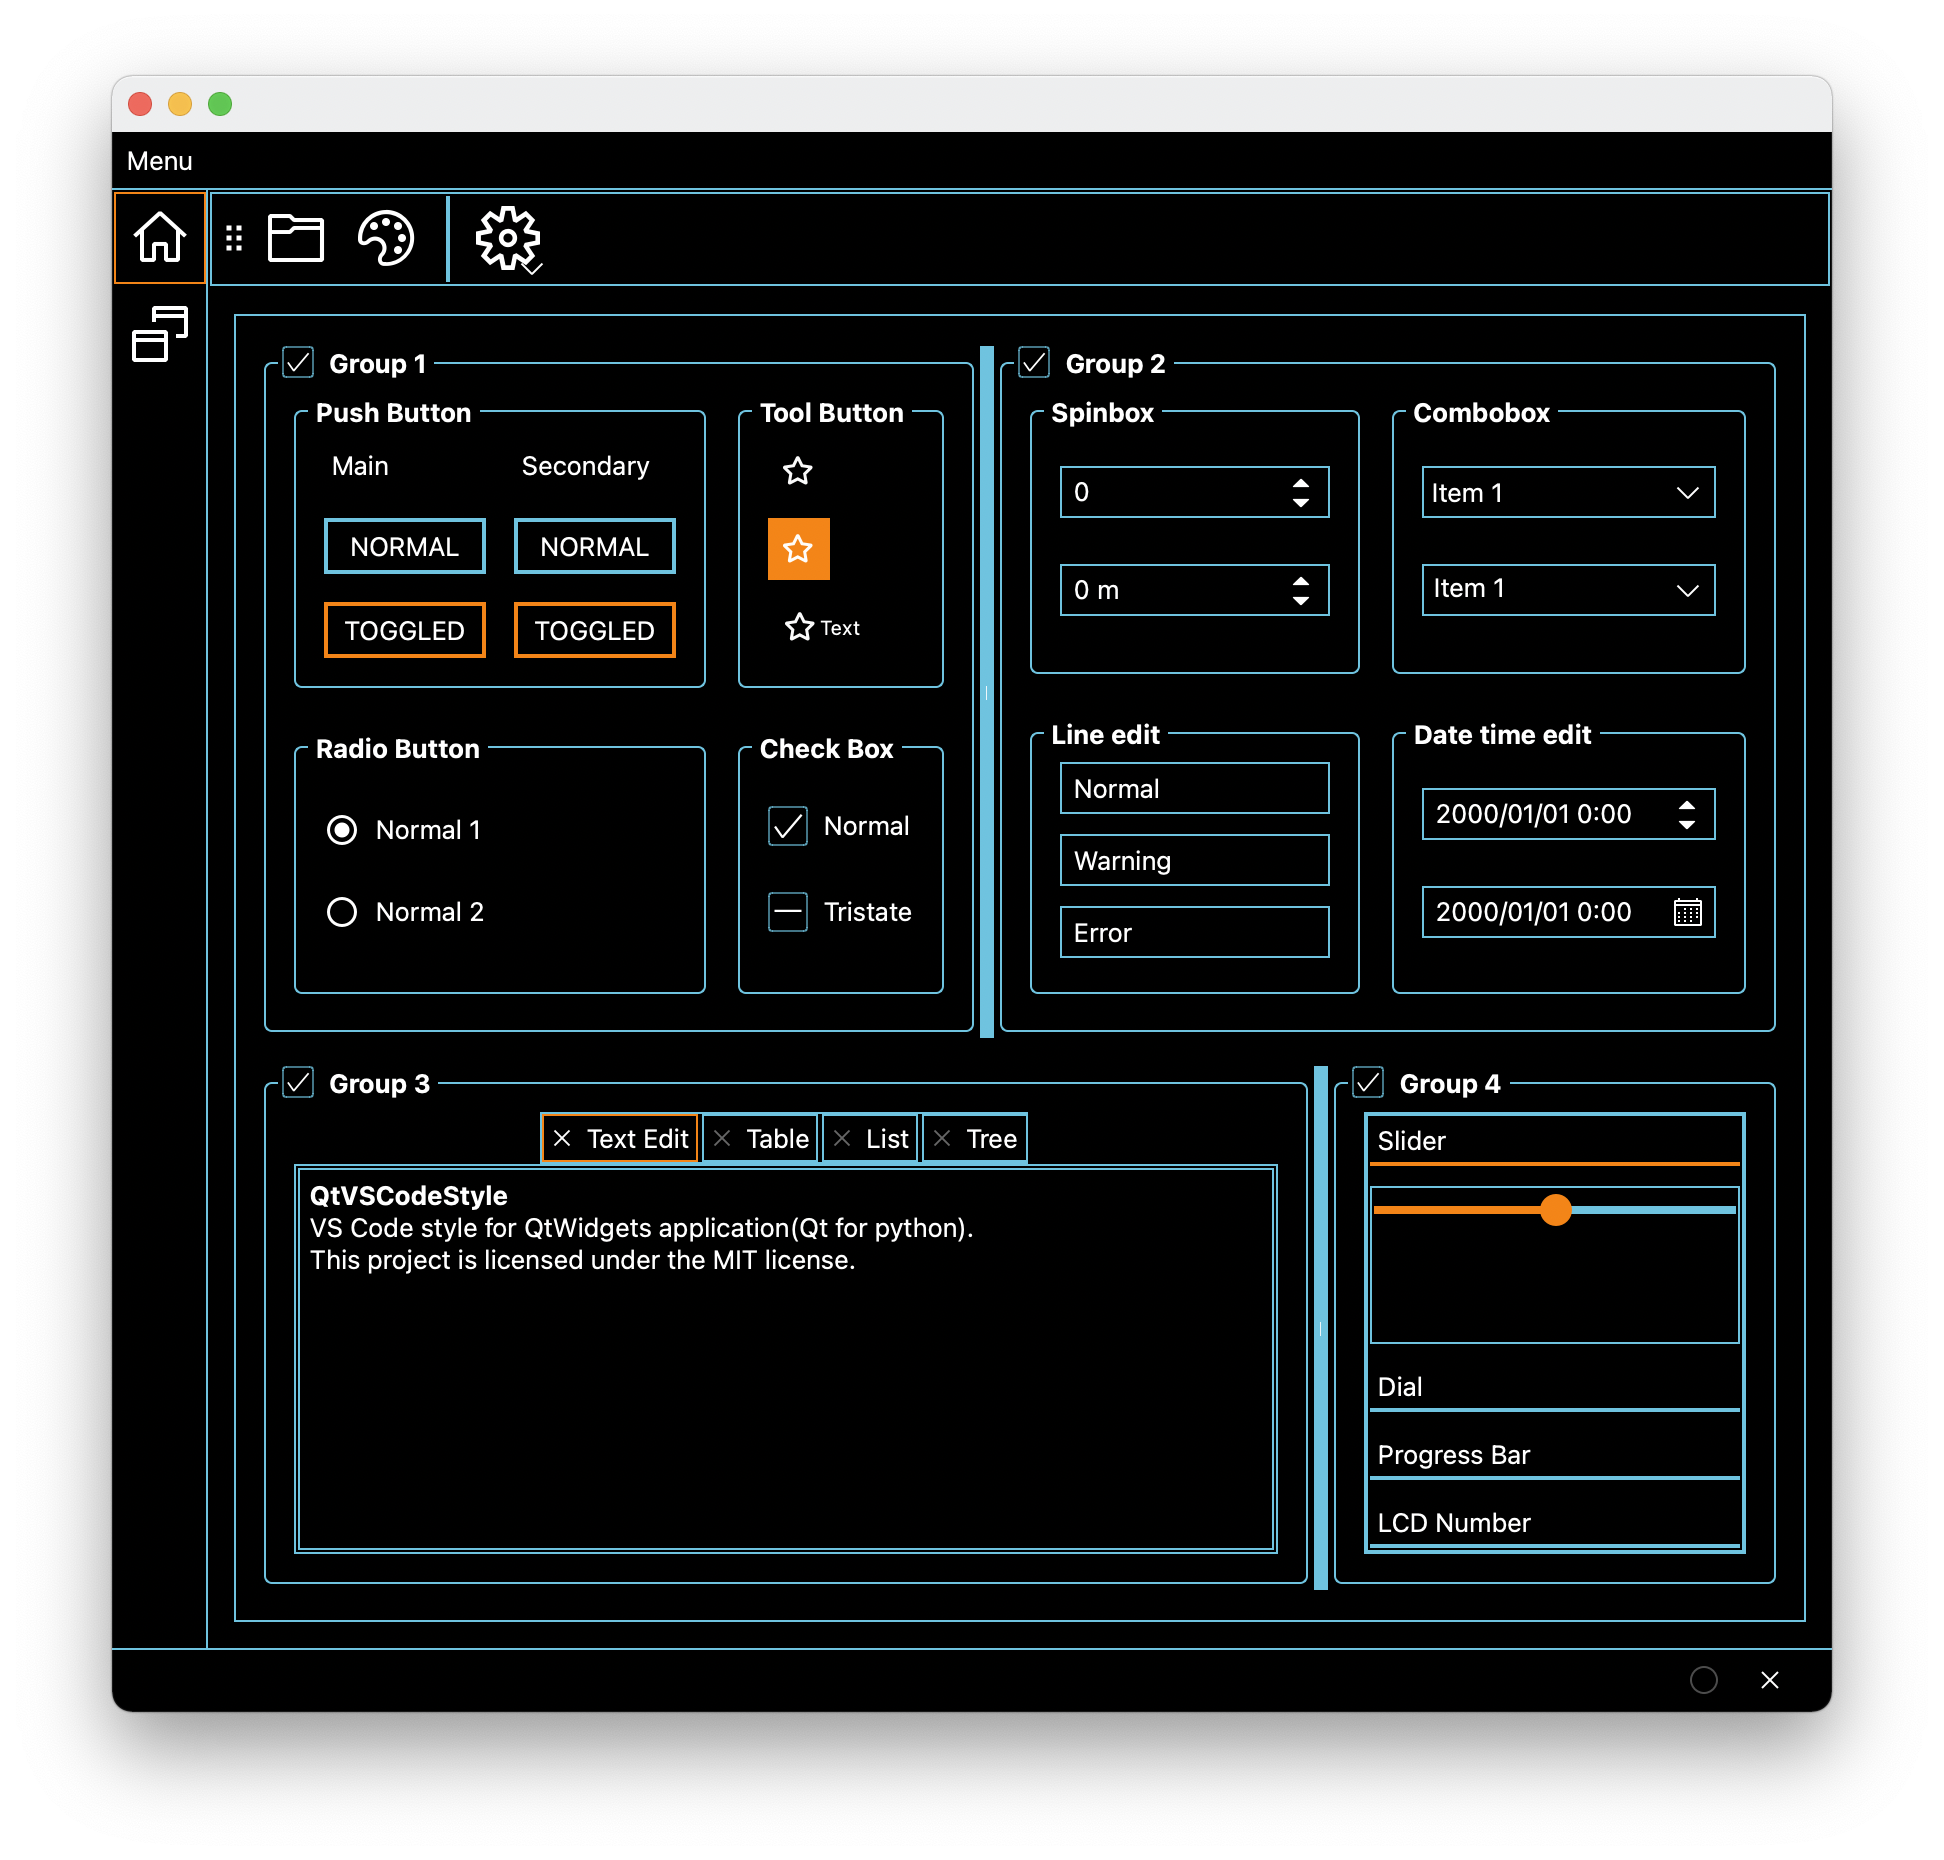 Menu
Group 1
Push Button
Main Secondary
NORMAL NORMAL
TOGGLED TOGGLED
Tool Button
Text
Radio Button
Normal 1
Normal 2
Check Box
Normal
Tristate
Group 2
Spinbox
0
0 m
Combobox
Item 1
Item 1
Line edit
Normal
Warning
Error
Date time edit
2000/01/01 0:00
2000/01/01 0:00
Group 3
Text Edit Table List Tree
QtVSCodeStyle
VS Code style for QtWidgets application(Qt for python).
This project is licensed under the MIT license.
Group 4
Slider
Dial
Progress Bar
LCD Number